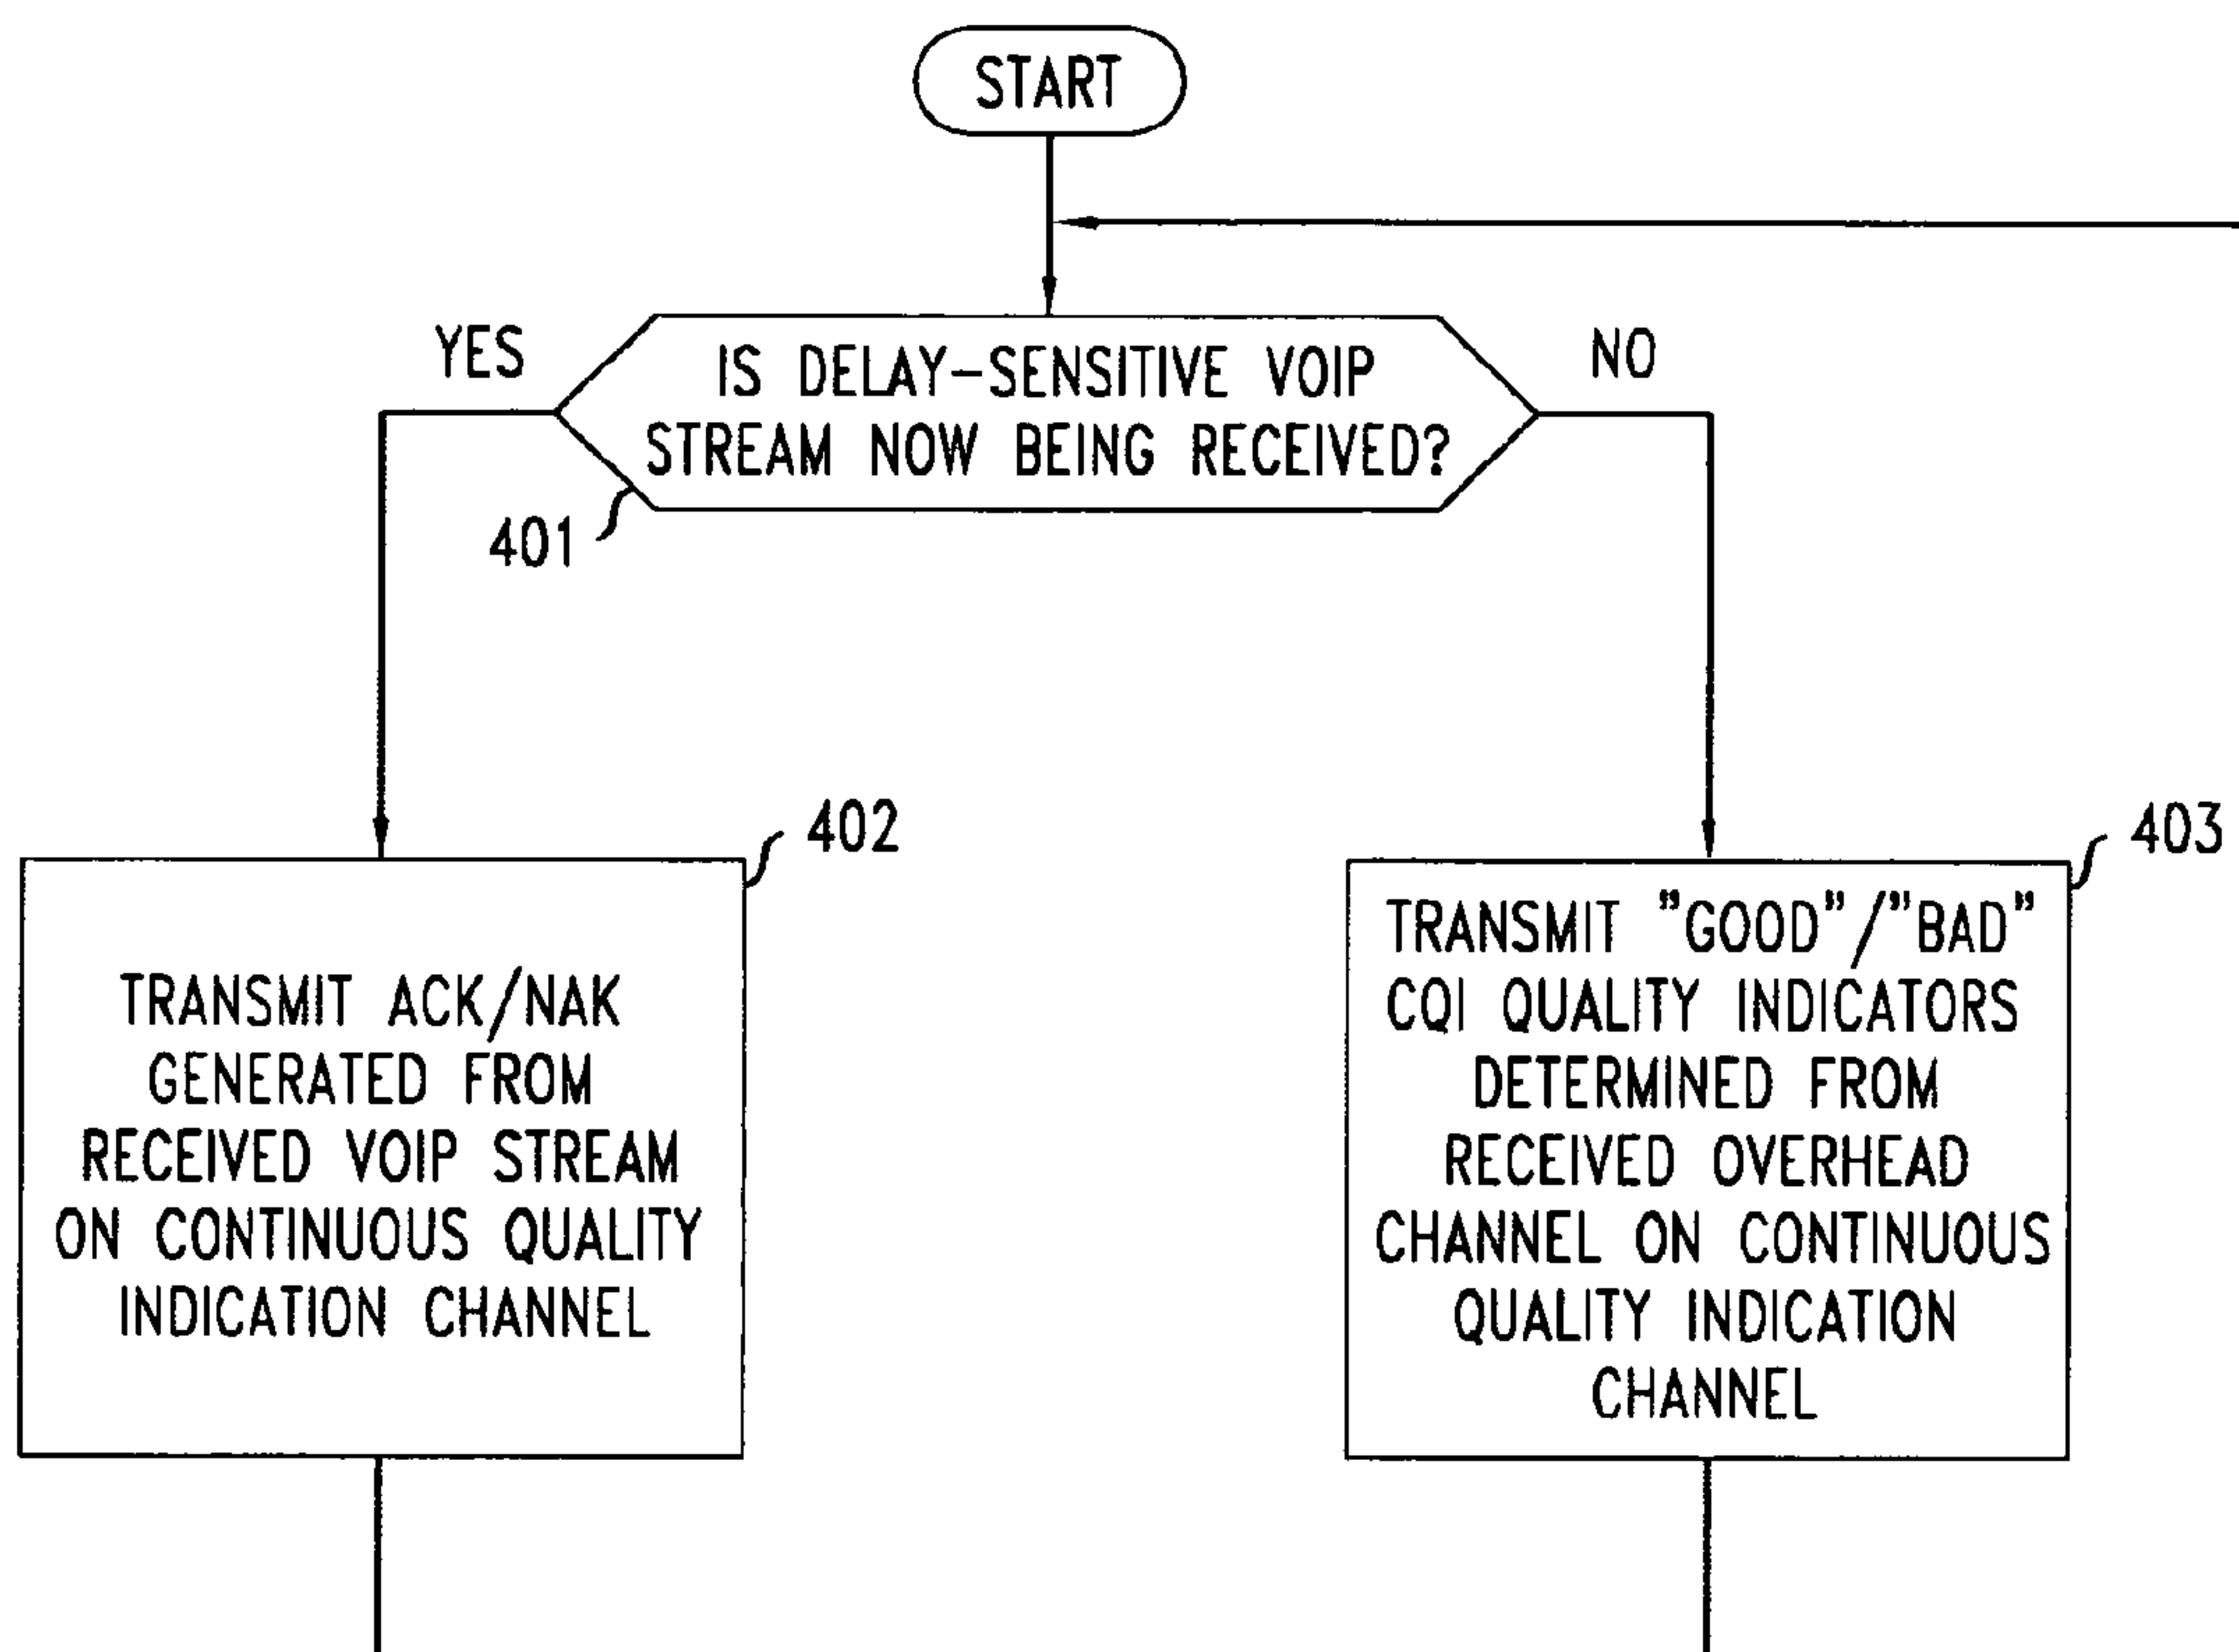 START
YES
IS DELAY-SENSITIVE VOIP
STREAM NOW BEING RECEIVED?
NO
401
402
TRANSMIT ACK/NAK
GENERATED FROM
RECEIVED VOIP STREAM
ON CONTINUOUS QUALITY
INDICATION CHANNEL
403
TRANSMIT "GOOD"/"BAD"
CQI QUALITY INDICATORS
DETERMINED FROM
RECEIVED OVERHEAD
CHANNEL ON CONTINUOUS
QUALITY INDICATION
CHANNEL